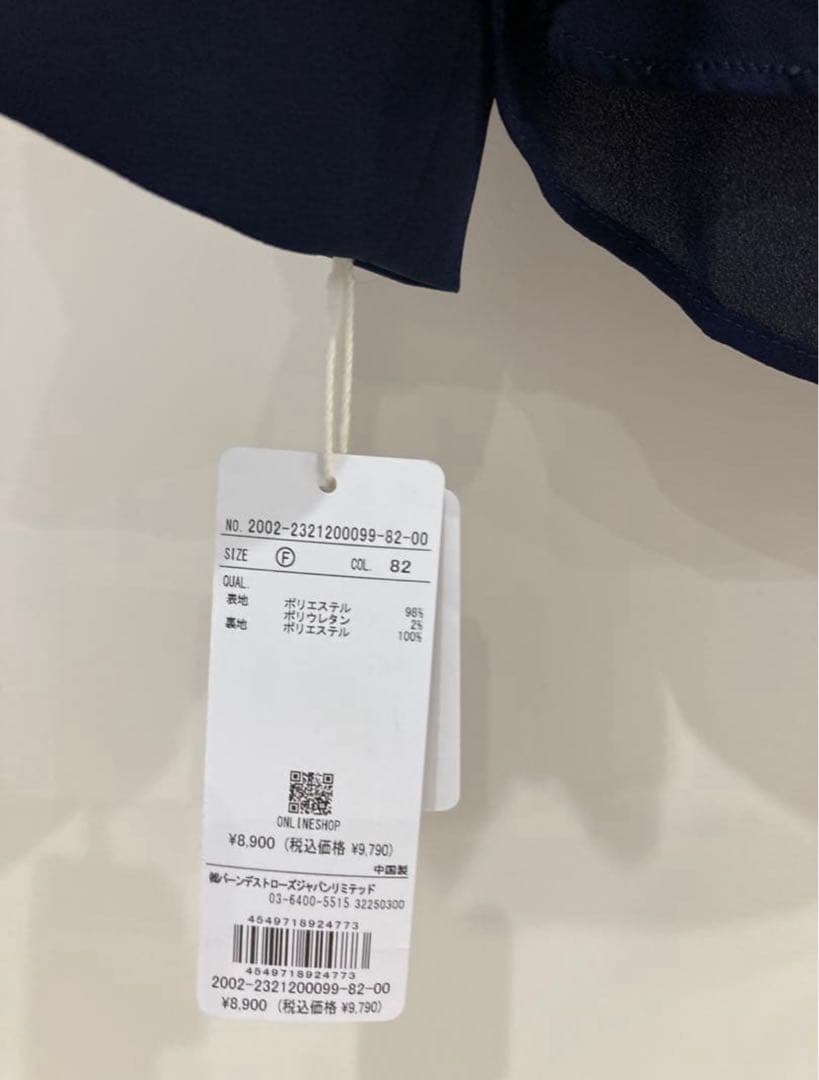 NO. 2002-2321200099-82-00
SIZE Ⓕ COL. 82
QUAL.
表地 ポリエステル 98%
ポリウレタン 2%
裏地 ポリエステル 100%
ONLINESHOP
¥8,900 (税込価格 ¥9,790)
中国製
㈱バーンデストローズジャパンリミテッド
03-6400-5515 32250300
4549718924773
4549718924773
2002-2321200099-82-00
¥8,900 (税込価格 ¥9,790)